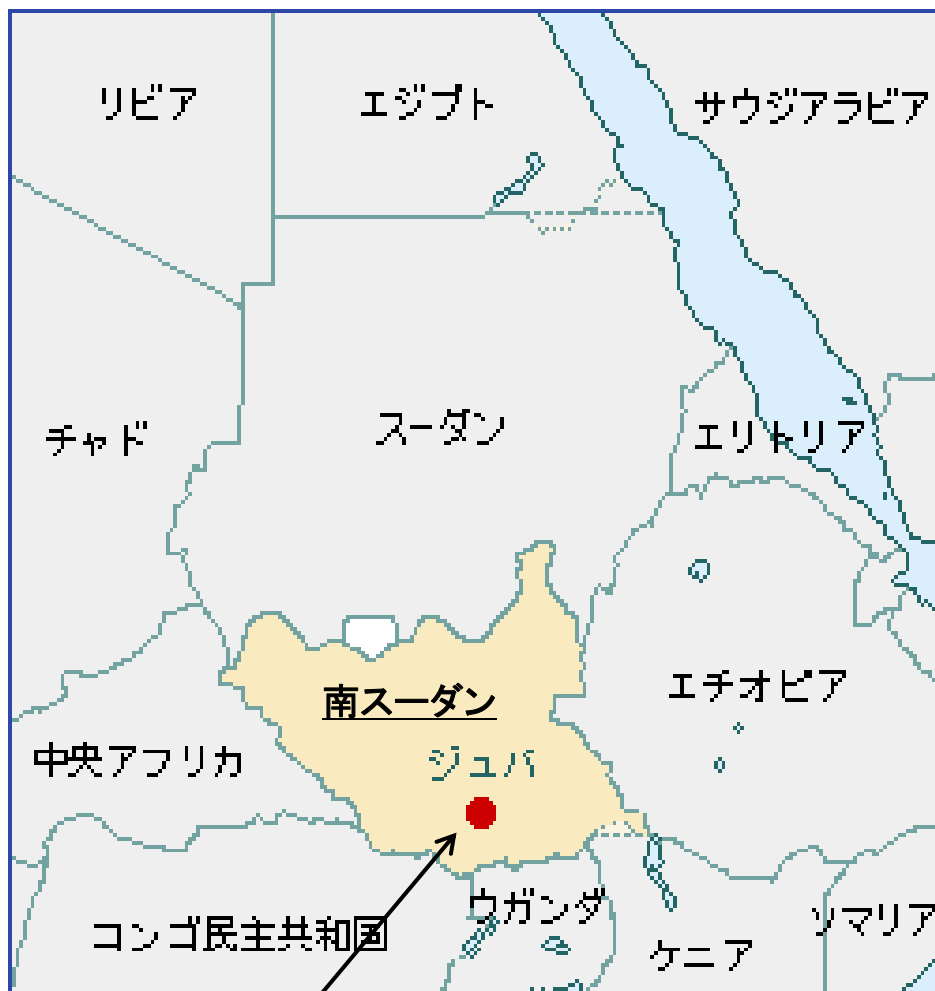 リビア
エジプト
サウジアラビア
チャド
スーダン
エリトリア
南スーダン
エチオピア
中央アフリカ
ジュバ
ウガンダ
ソマリア
コンゴ民主共和国
ケニア